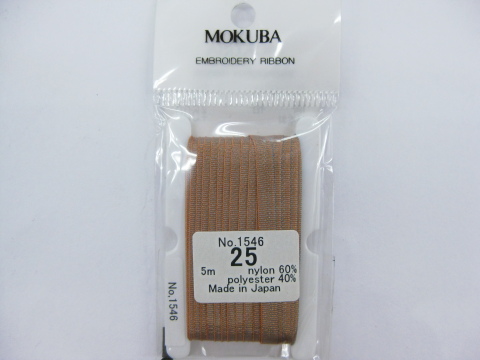 MOKUBA
EMBROIDERY RIBBON
No.1546
25
5m nylon 60%
polyester 40%
Made in Japan
No.1546